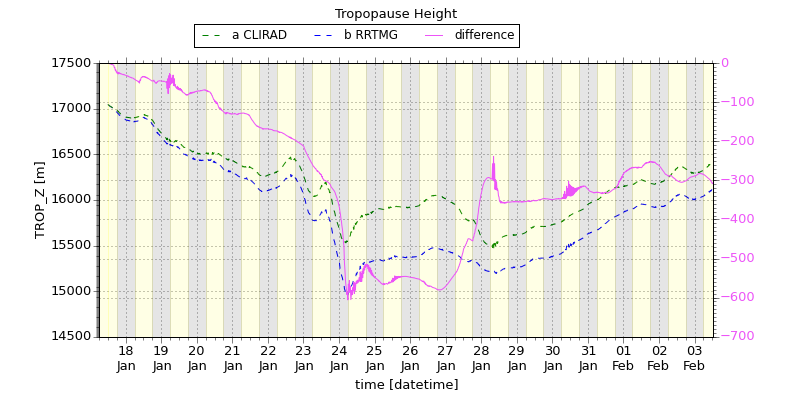 Tropopause Height
a CLIRAD b RRTMG difference
17500
17000
16500
16000
15500
15000
14500
TROP_Z [m]
0
−100
−200
−300
−400
−500
−600
−700
18 19 20 21 22 23 24 25 26 27 28 29 30 31 01 02 03
Jan Jan Jan Jan Jan Jan Jan Jan Jan Jan Jan Jan Jan Jan Feb Feb Feb
time [datetime]